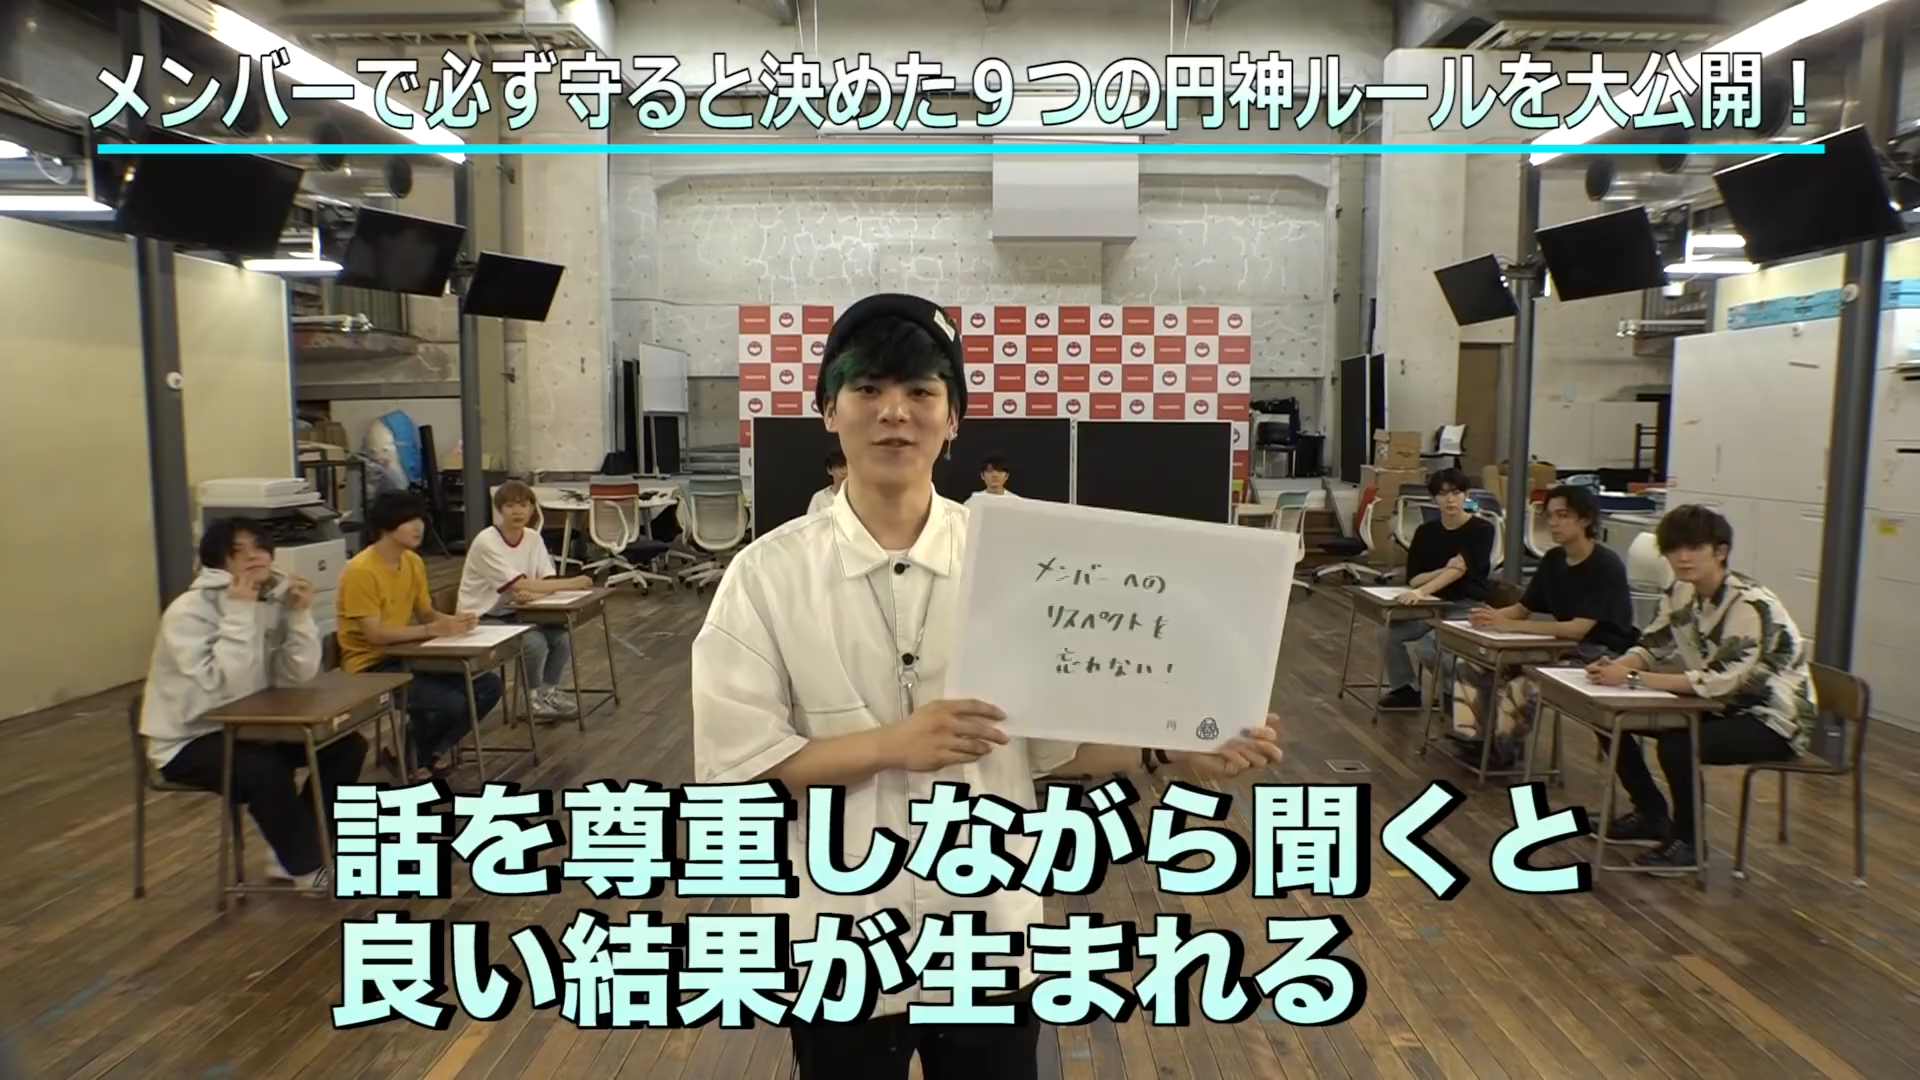 メンバーで必ず守ると決めた９つの円神ルールを大公開！
メンバーへの
リスペクトを
忘れない！
円
話を尊重しながら聞くと
良い結果が生まれる